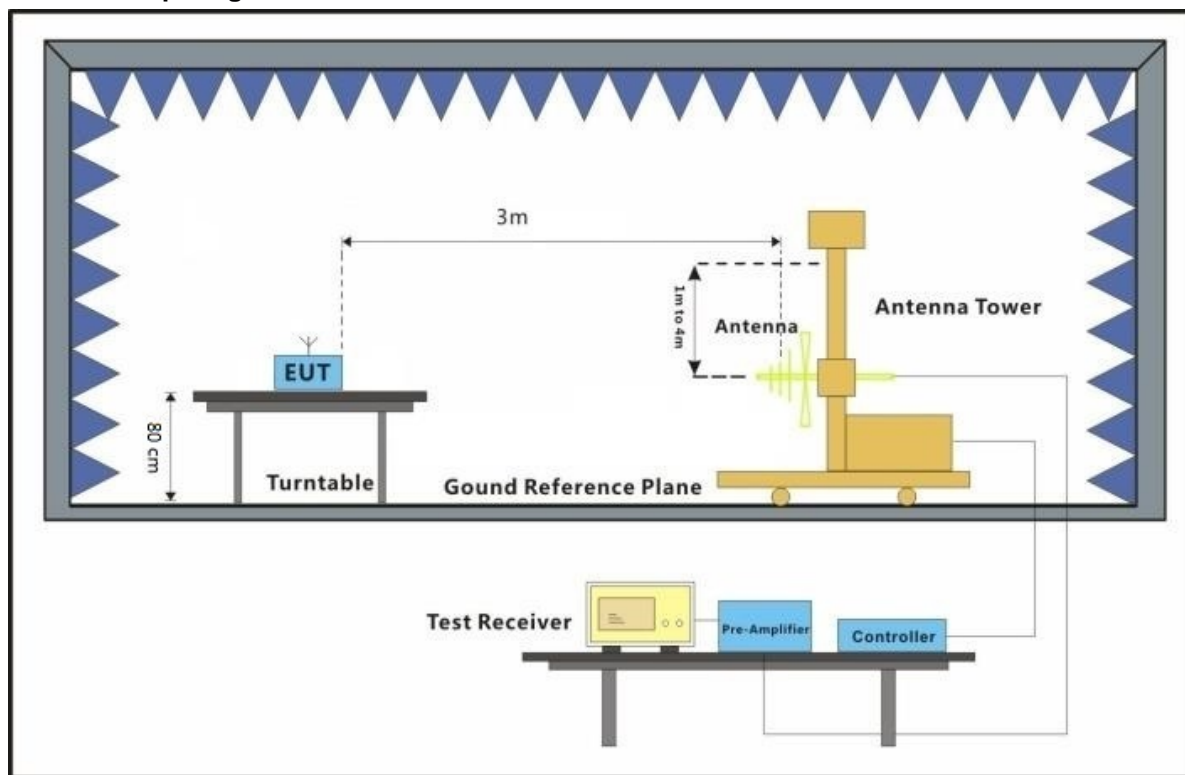 3m
1m to 4m
Antenna
Antenna Tower
EUT
80 cm
Turntable
Gound Reference Plane
Test Receiver
Pre-Amplifier
Controller